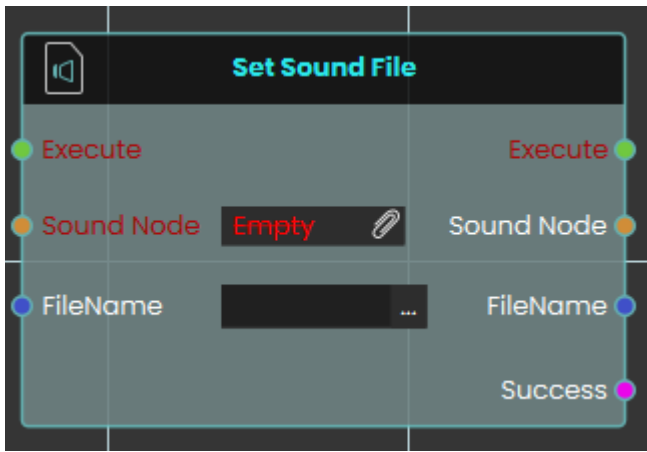 Set Sound File
Execute Execute
Sound Node Empty Sound Node
FileName ... FileName
Success